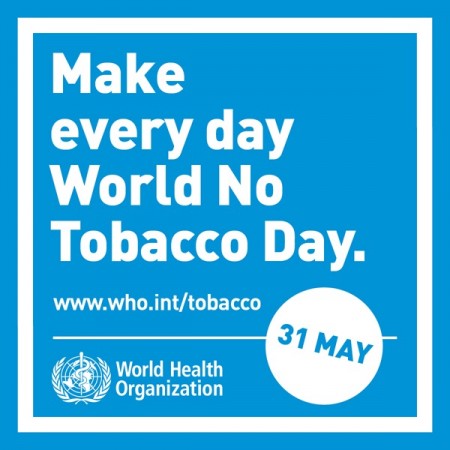 Make
every day
World No
Tobacco Day.
www.who.int/tobacco
31 MAY
World Health
Organization